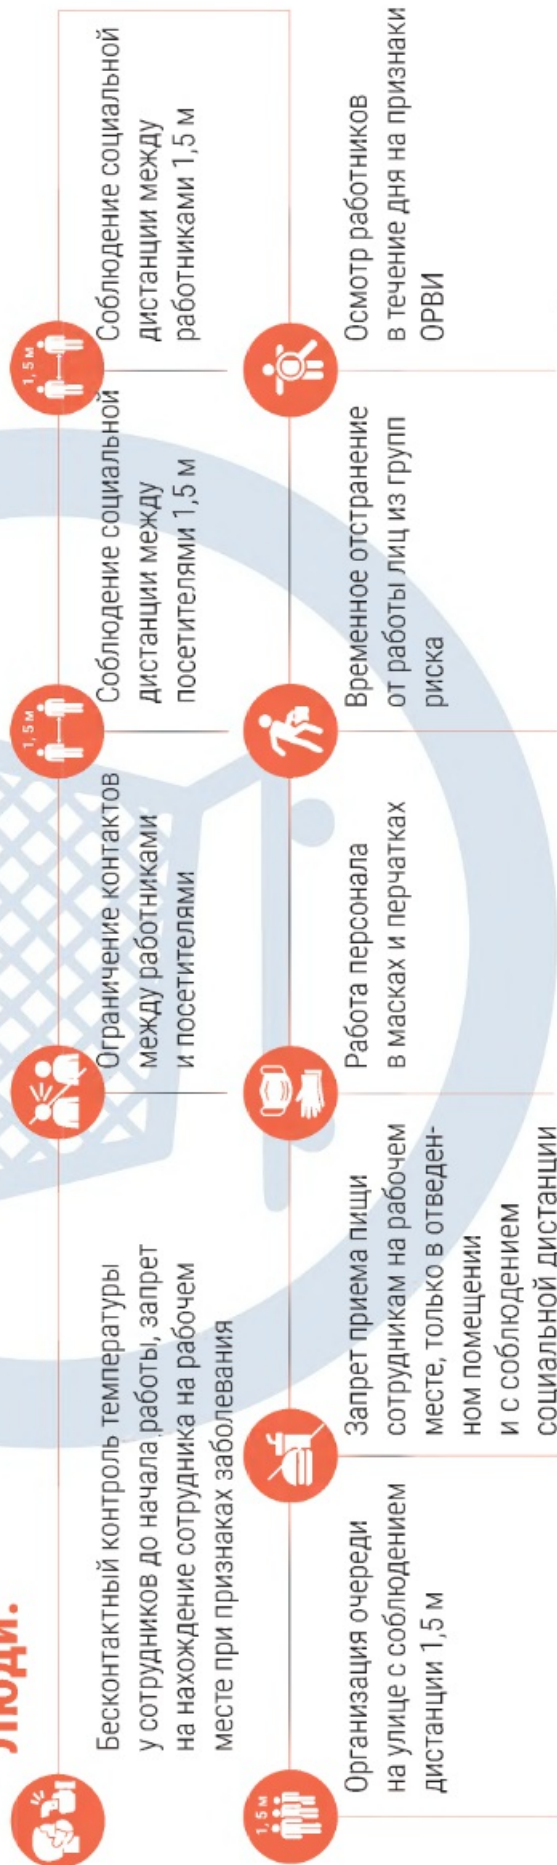 ЛЮДИ:
Бесконтактный контроль температуры
у сотрудников до начала работы, запрет
на нахождение сотрудника на рабочем
месте при признаках заболевания
Ограничение контактов
между работниками
и посетителями
1,5 м
Соблюдение социальной
дистанции между
посетителями 1,5 м
1,5 м
Соблюдение социальной
дистанции между
работниками 1,5 м
1,5 м
Организация очереди
на улице с соблюдением
дистанции 1,5 м
Запрет приема пищи
сотрудникам на рабочем
месте, только в отведен-
ном помещении
и с соблюдением
социальной дистанции
Работа персонала
в масках и перчатках
Временное отстранение
от работы лиц из групп
риска
Осмотр работников
в течение дня на признаки
ОРВИ